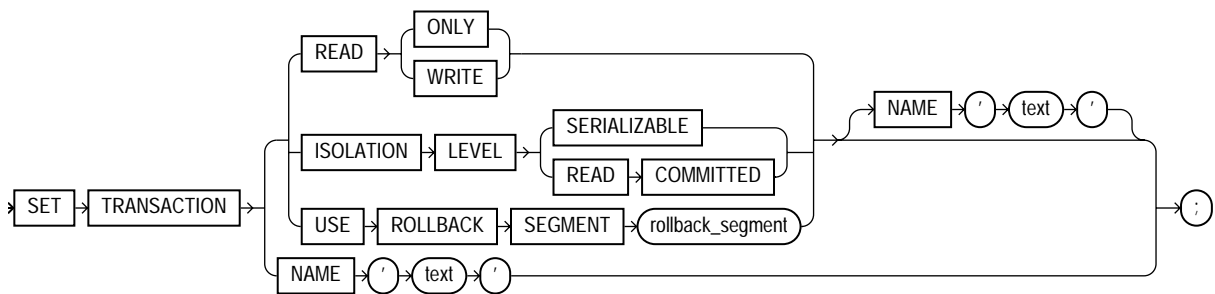 ONLY
READ
WRITE
NAME ' text '
SERIALIZABLE
ISOLATION LEVEL
READ COMMITTED
SET TRANSACTION ;
USE ROLLBACK SEGMENT rollback_segment
NAME ' text '